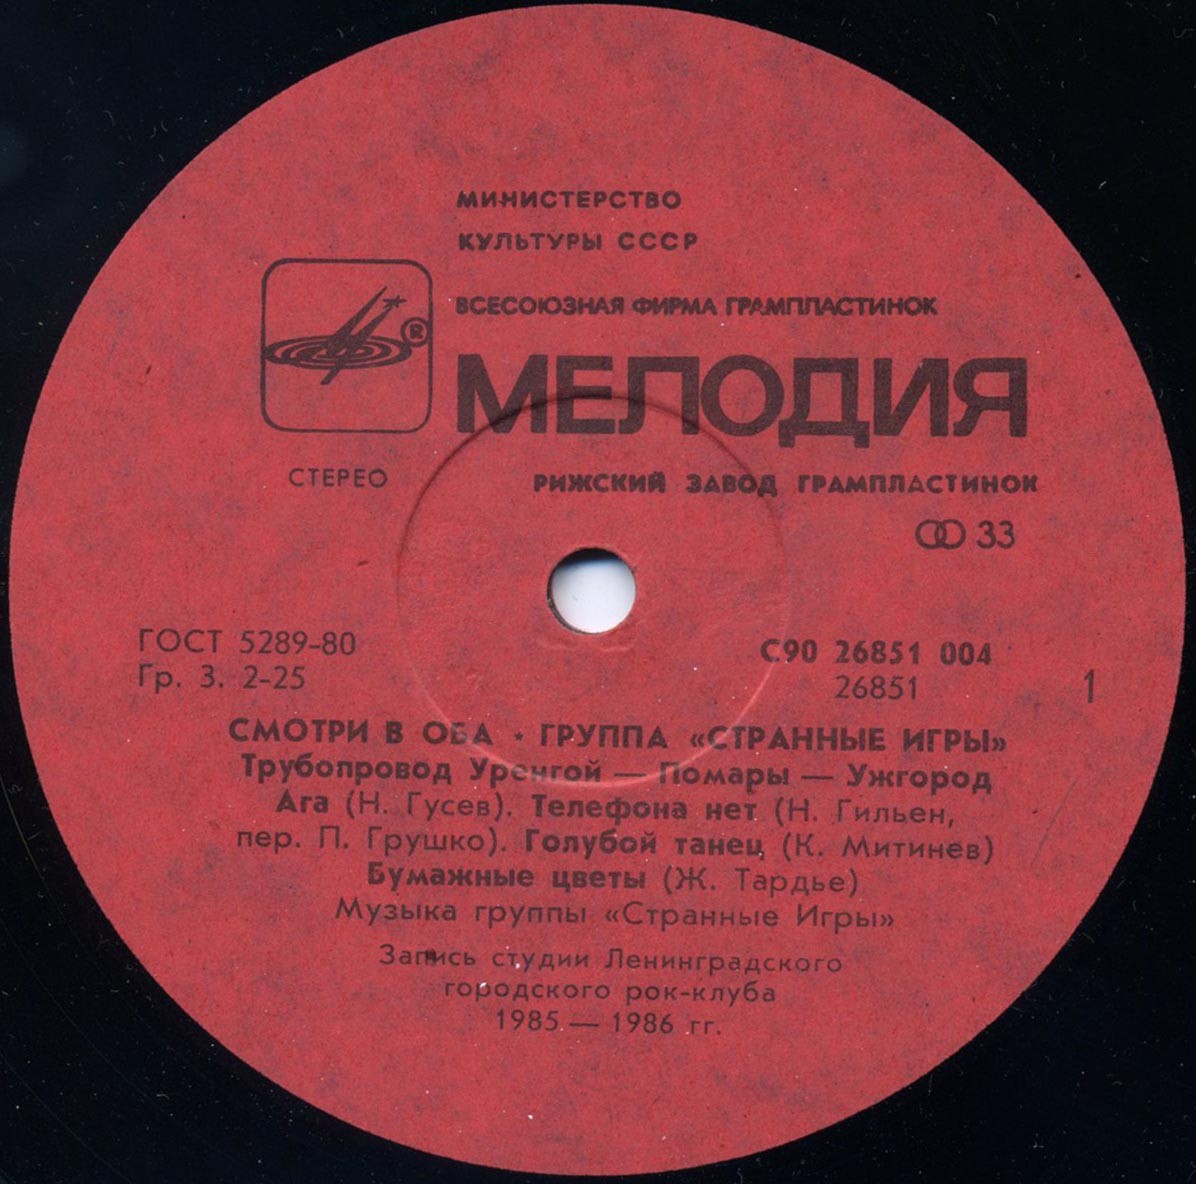 МИНИСТЕРСТВО
КУЛЬТУРЫ СССР
ВСЕСОЮЗНАЯ ФИРМА ГРАМПЛАСТИНОК
®
МЕЛОДИЯ
СТЕРЕО
РИЖСКИЙ ЗАВОД ГРАМПЛАСТИНОК
33
ГОСТ 5289-80
Гр. 3. 2-25
С90 26851 004
26851
1
СМОТРИ В ОБА • ГРУППА «СТРАННЫЕ ИГРЫ»
Трубопровод Уренгой — Помары — Ужгород
Ага (Н. Гусев). Телефона нет (Н. Гильен,
пер. П. Грушко). Голубой танец (К. Митинев)
Бумажные цветы (Ж. Тардье)
Музыка группы «Странные Игры»
Запись студии Ленинградского
городского рок-клуба
1985 — 1986 гг.